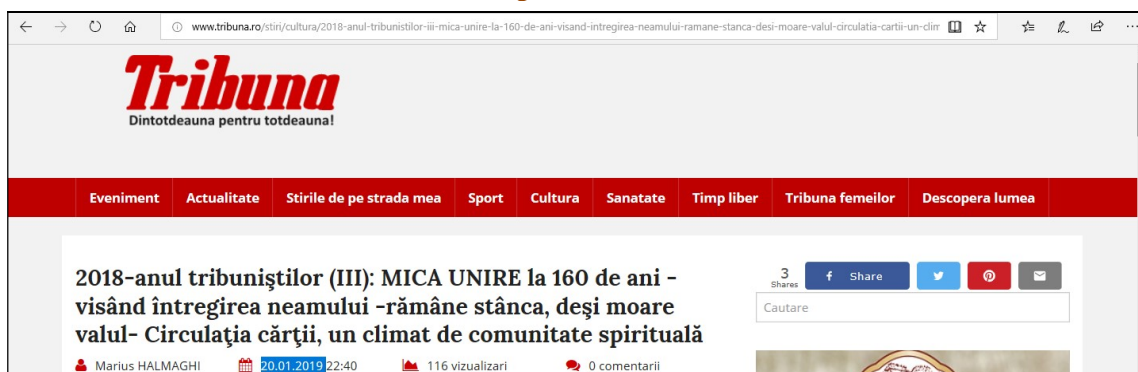 www.tribuna.ro/stiri/cultura/2018-anul-tribunistilor-iii-mica-unire-la-160-de-ani-visand-intregirea-neamului-ramane-stanca-desi-moare-valul-circulatia-cartii-un-clim
Tribuna
Dintotdeauna pentru totdeauna!
Eveniment Actualitate Stirile de pe strada mea Sport Cultura Sanatate Timp liber Tribuna femeilor Descopera lumea
2018-anul tribuniştilor (III): MICA UNIRE la 160 de ani -
visând întregirea neamului -rămâne stânca, deşi moare
valul- Circulaţia cărţii, un climat de comunitate spirituală
Marius HALMAGHI 20.01.2019 22:40 116 vizualizari 0 comentarii
3
Shares
Share
Cautare